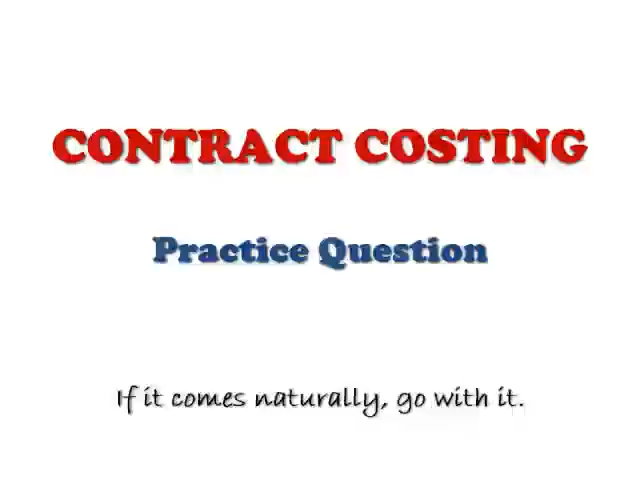 CONTRACT COSTING
Practice Question
If it comes naturally, go with it.